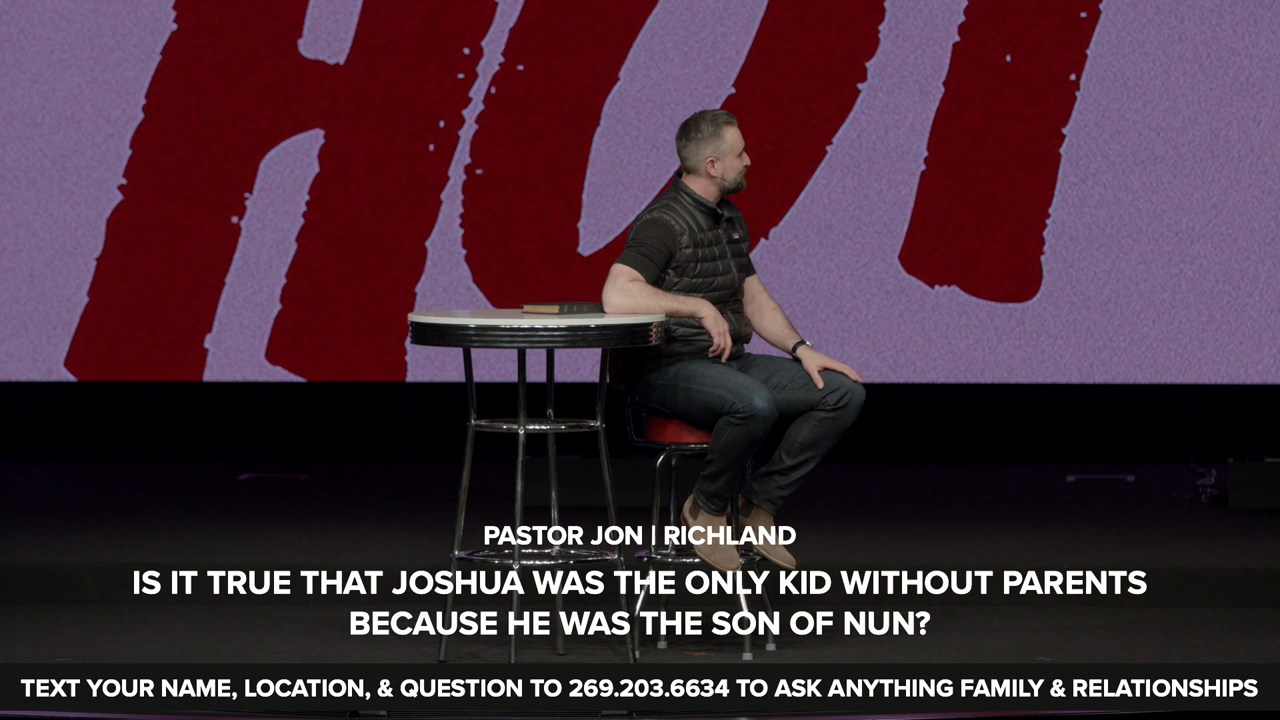 PASTOR JON | RICHLAND
IS IT TRUE THAT JOSHUA WAS THE ONLY KID WITHOUT PARENTS
BECAUSE HE WAS THE SON OF NUN?
TEXT YOUR NAME, LOCATION, & QUESTION TO 269.203.6634 TO ASK ANYTHING FAMILY & RELATIONSHIPS